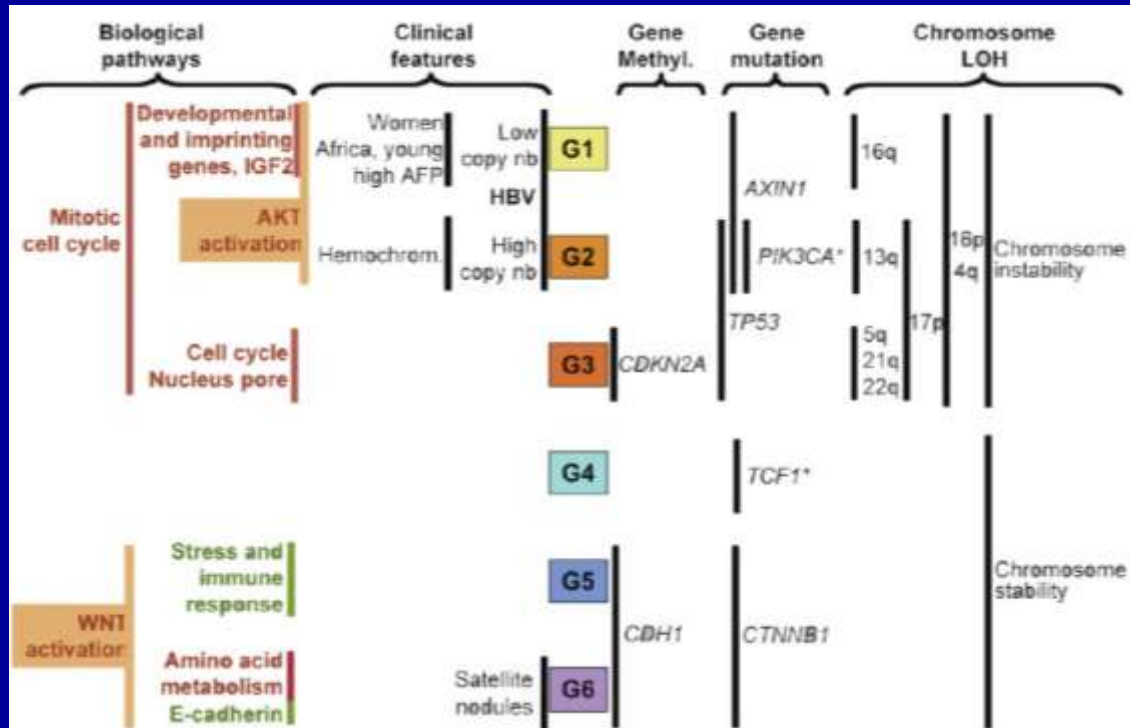 Biological
pathways
Clinical
features
Gene
Methyl.
Gene
mutation
Chromosome
LOH
Developmental
and imprinting
genes, IGF2
Mitotic
cell cycle
AKT
activation
Cell cycle
Nucleus pore
WNT
activation
Stress and
immune
response
Amino acid
metabolism
E-cadherin
Women
Africa, young
high AFP
Hemochrom.
Low
copy nb
HBV
High
copy nb
Satellite
nodules
G1
G2
G3
G4
G5
G6
CDKN2A
CDH1
AXIN1
PIK3CA*
TP53
TCF1*
CTNNB1
16q
13q
5q
21q
22q
17p
16p
4q
Chromosome
instability
Chromosome
stability